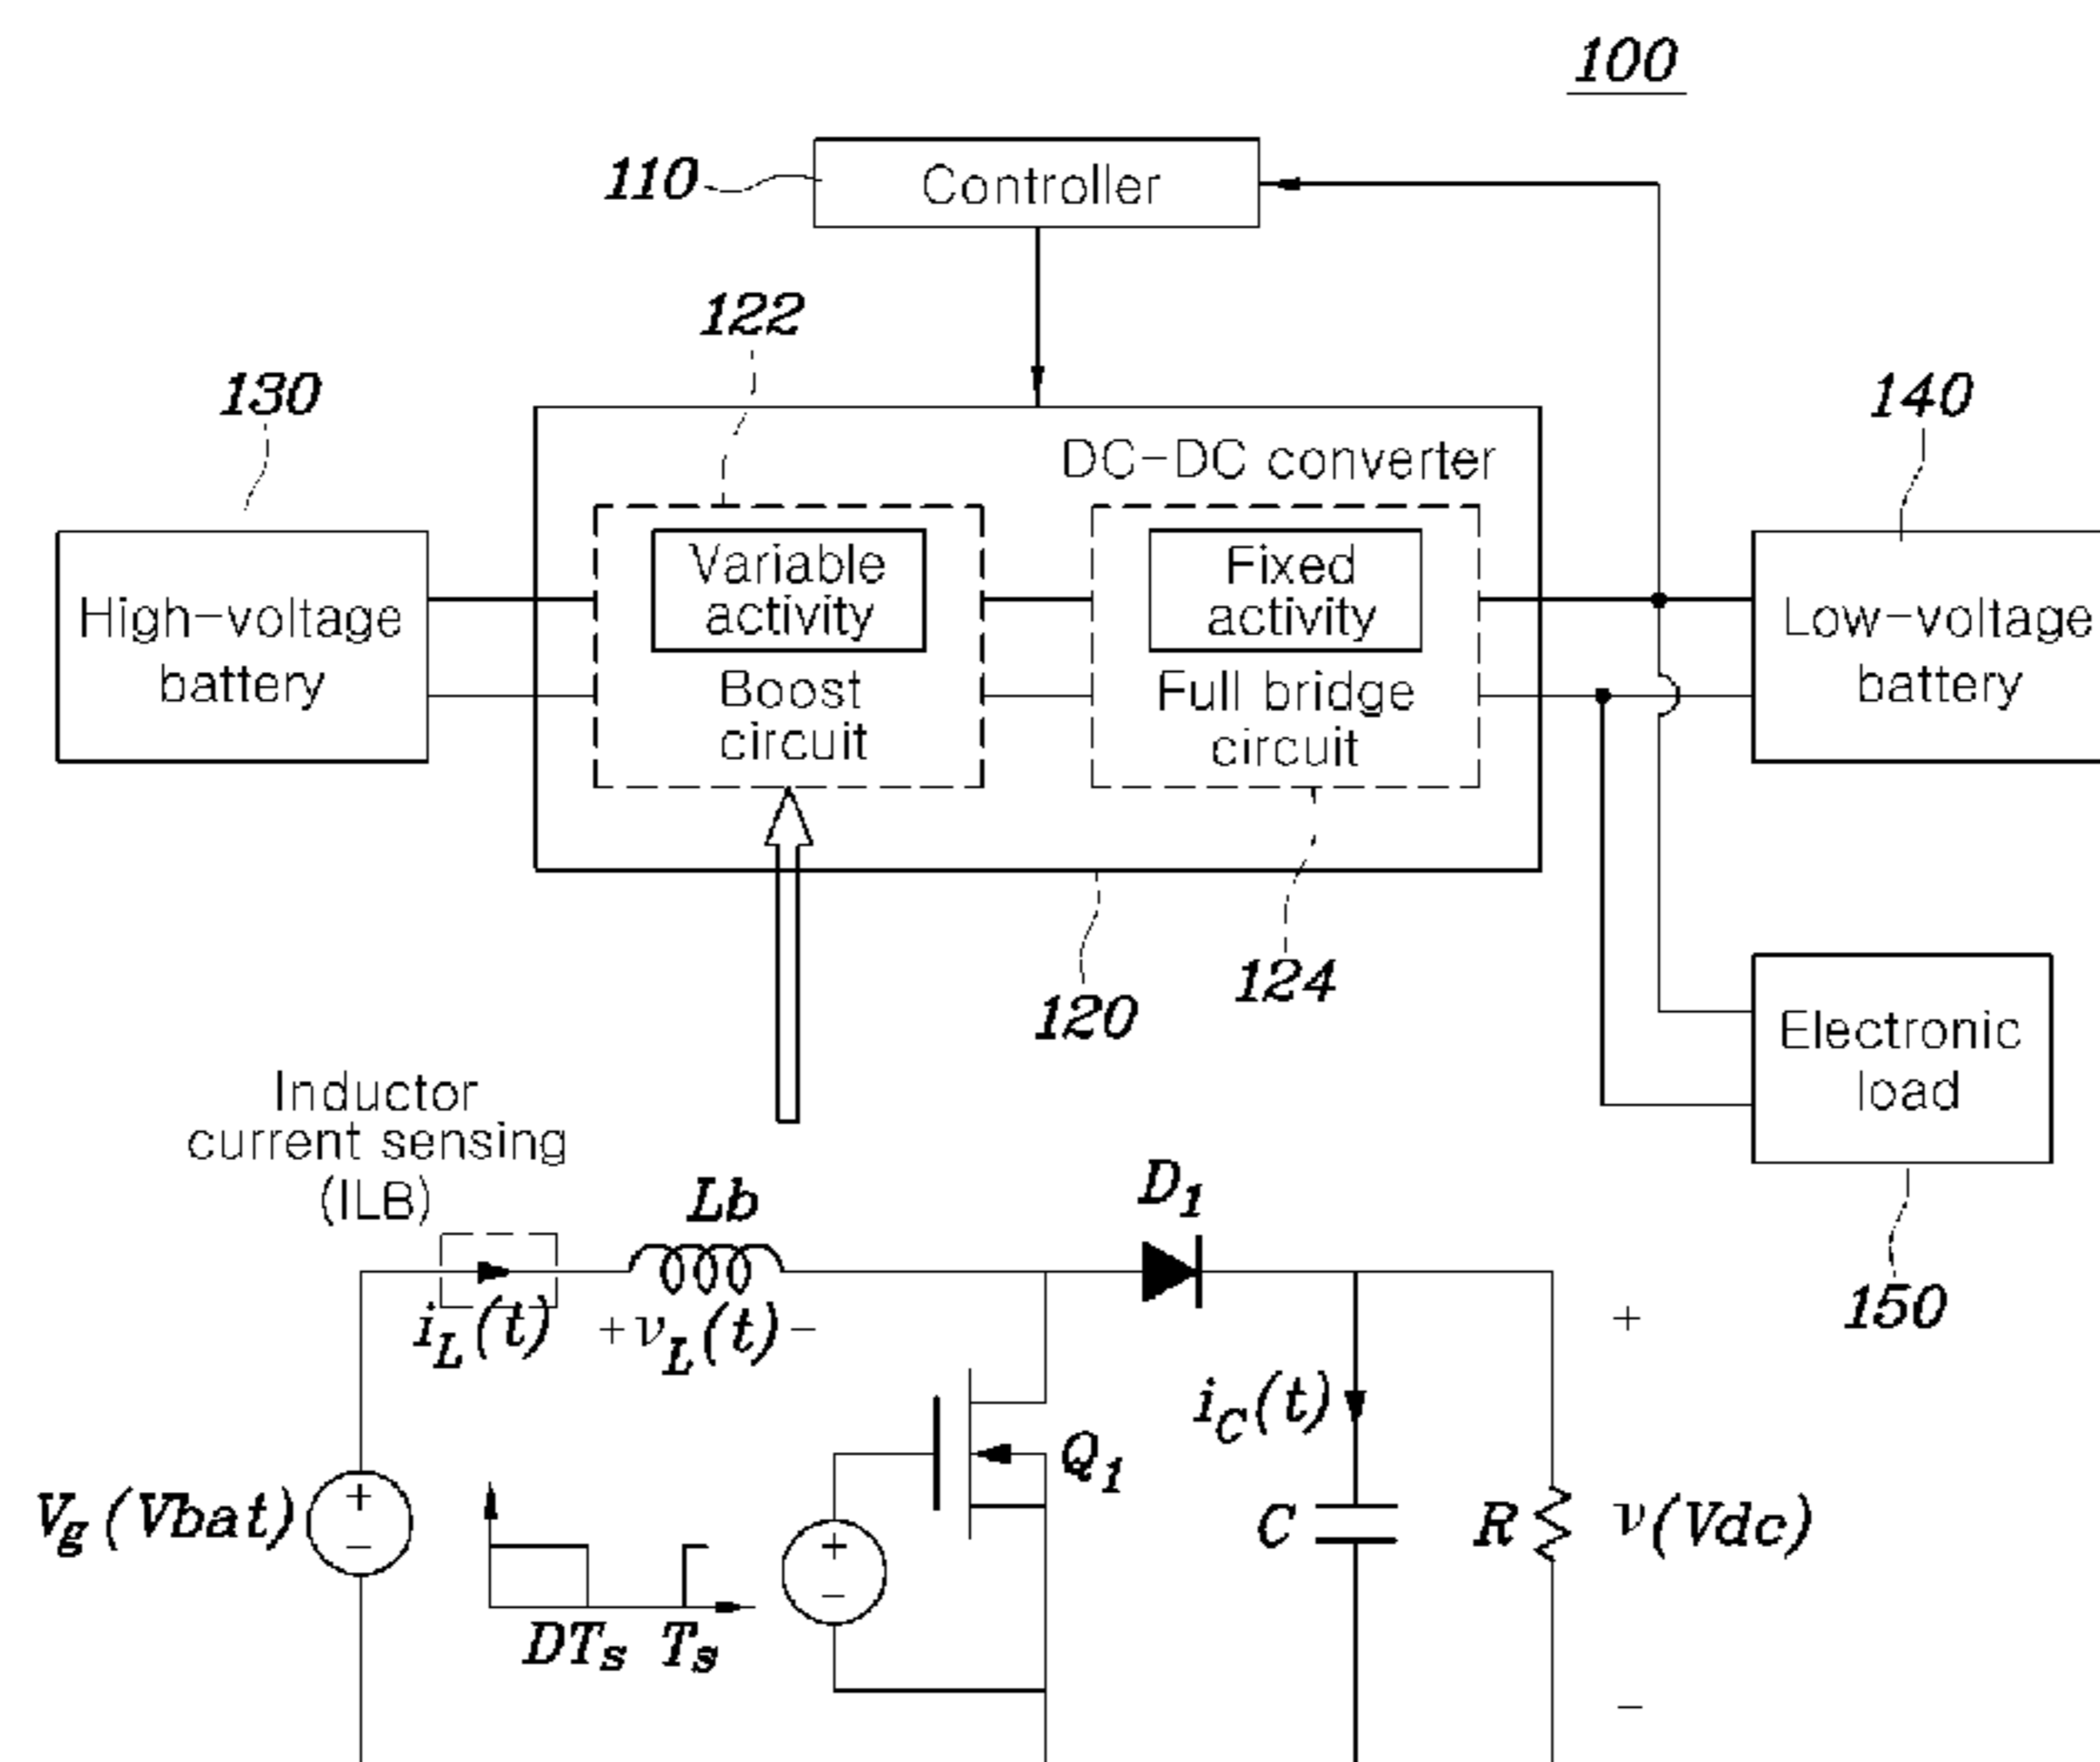 100
110
Controller
122
130
140
DC-DC converter
Variable
activity
Fixed
activity
High-voltage
battery
Boost
circuit
Full bridge
circuit
Low-voltage
battery
124
120
Electronic
load
150
Inductor
current sensing
(ILB)
Lb
D1
iL(t)
+νL(t)-
+
iC(t)
Q1
Vg(Vbat)
+
-
+
-
C
R
ν(Vdc)
DTs
Ts
-